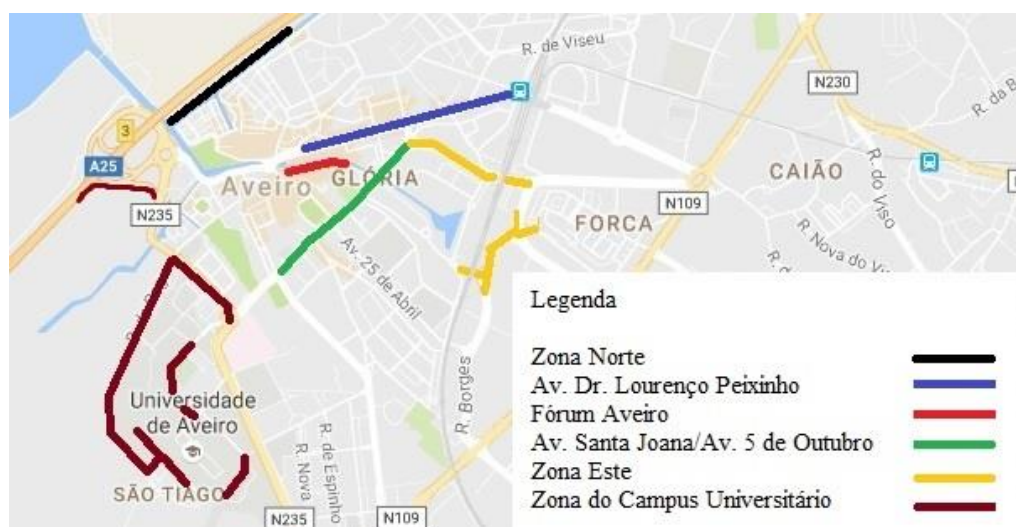 R. de Viseu
N230
R. da B
3
A25
Aveiro
GLÓRIA
CAIÃO
R. do Viso
N235
N109
FORCA
R. Nova do V
Av. 25 de Abril
Legenda
Zona Norte
Av. Dr. Lourenço Peixinho
Fórum Aveiro
Av. Santa Joana/Av. 5 de Outubro
Zona Este
Zona do Campus Universitário
R. Borges
Universidade
de Aveiro
SÃO TIAGO
R. Nova
R. de Espinho
N235
N109